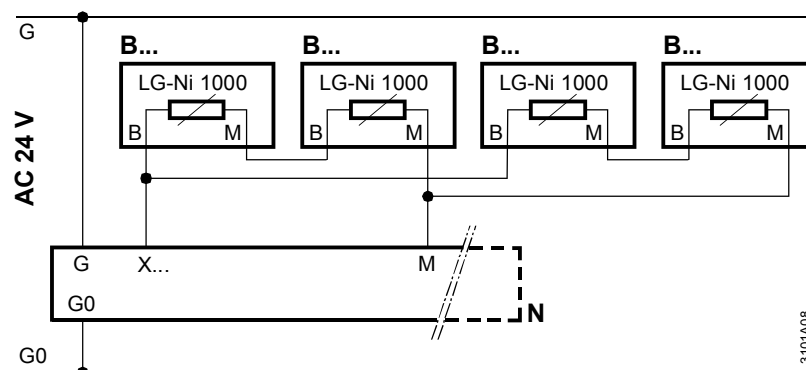 G
B... B... B... B...
LG-Ni 1000 LG-Ni 1000 LG-Ni 1000 LG-Ni 1000
B M B M B M B M
AC 24 V
G X... M
G0
N
G0
3101A08